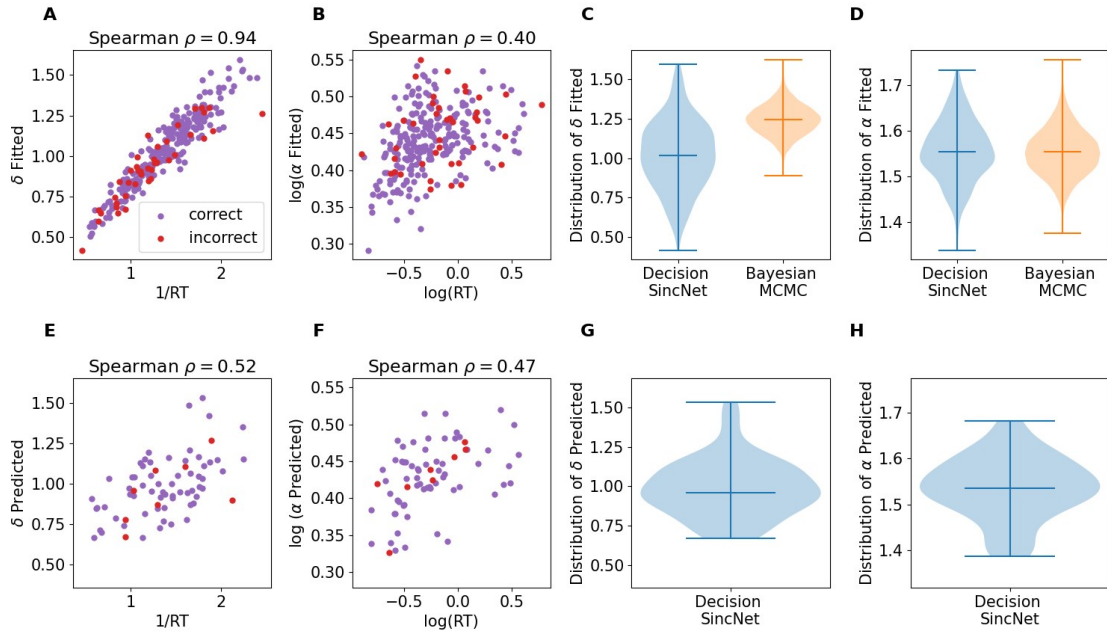 A
Spearman ρ = 0.94
δ Fitted
1.50
1.25
1.00
0.75
0.50
correct
incorrect
1
2
1/RT
B
Spearman ρ = 0.40
log(α Fitted)
0.55
0.50
0.45
0.40
0.35
0.30
−0.5
0.0
0.5
log(RT)
C
Distribution of δ Fitted
1.50
1.25
1.00
0.75
0.50
Decision
SincNet
Bayesian
MCMC
D
Distribution of α Fitted
1.7
1.6
1.5
1.4
Decision
SincNet
Bayesian
MCMC
E
Spearman ρ = 0.52
δ Predicted
1.50
1.25
1.00
0.75
0.50
1
2
1/RT
F
Spearman ρ = 0.47
log (α Predicted)
0.55
0.50
0.45
0.40
0.35
0.30
−0.5
0.0
0.5
log(RT)
G
Distribution of δ Predicted
1.50
1.25
1.00
0.75
0.50
Decision
SincNet
H
Distribution of α Predicted
1.7
1.6
1.5
1.4
Decision
SincNet